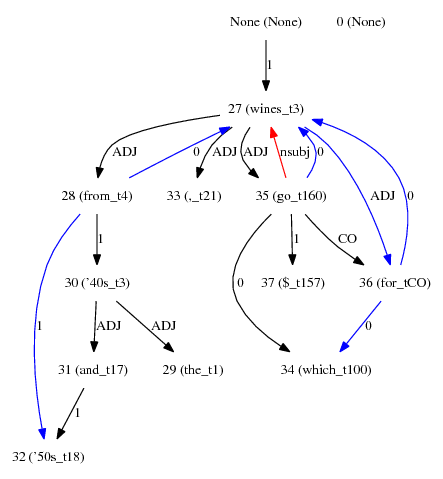 None (None) 0 (None)
1
27 (wines_t3)
ADJ 0 ADJ ADJ nsubj 0 ADJ 0
28 (from_t4) 33 (,_t21) 35 (go_t160)
1 1 CO
30 ('40s_t3) 0 37 ($_t157) 36 (for_tCO)
1 ADJ ADJ 0
31 (and_t17) 29 (the_t1) 34 (which_t100)
1
32 ('50s_t18)